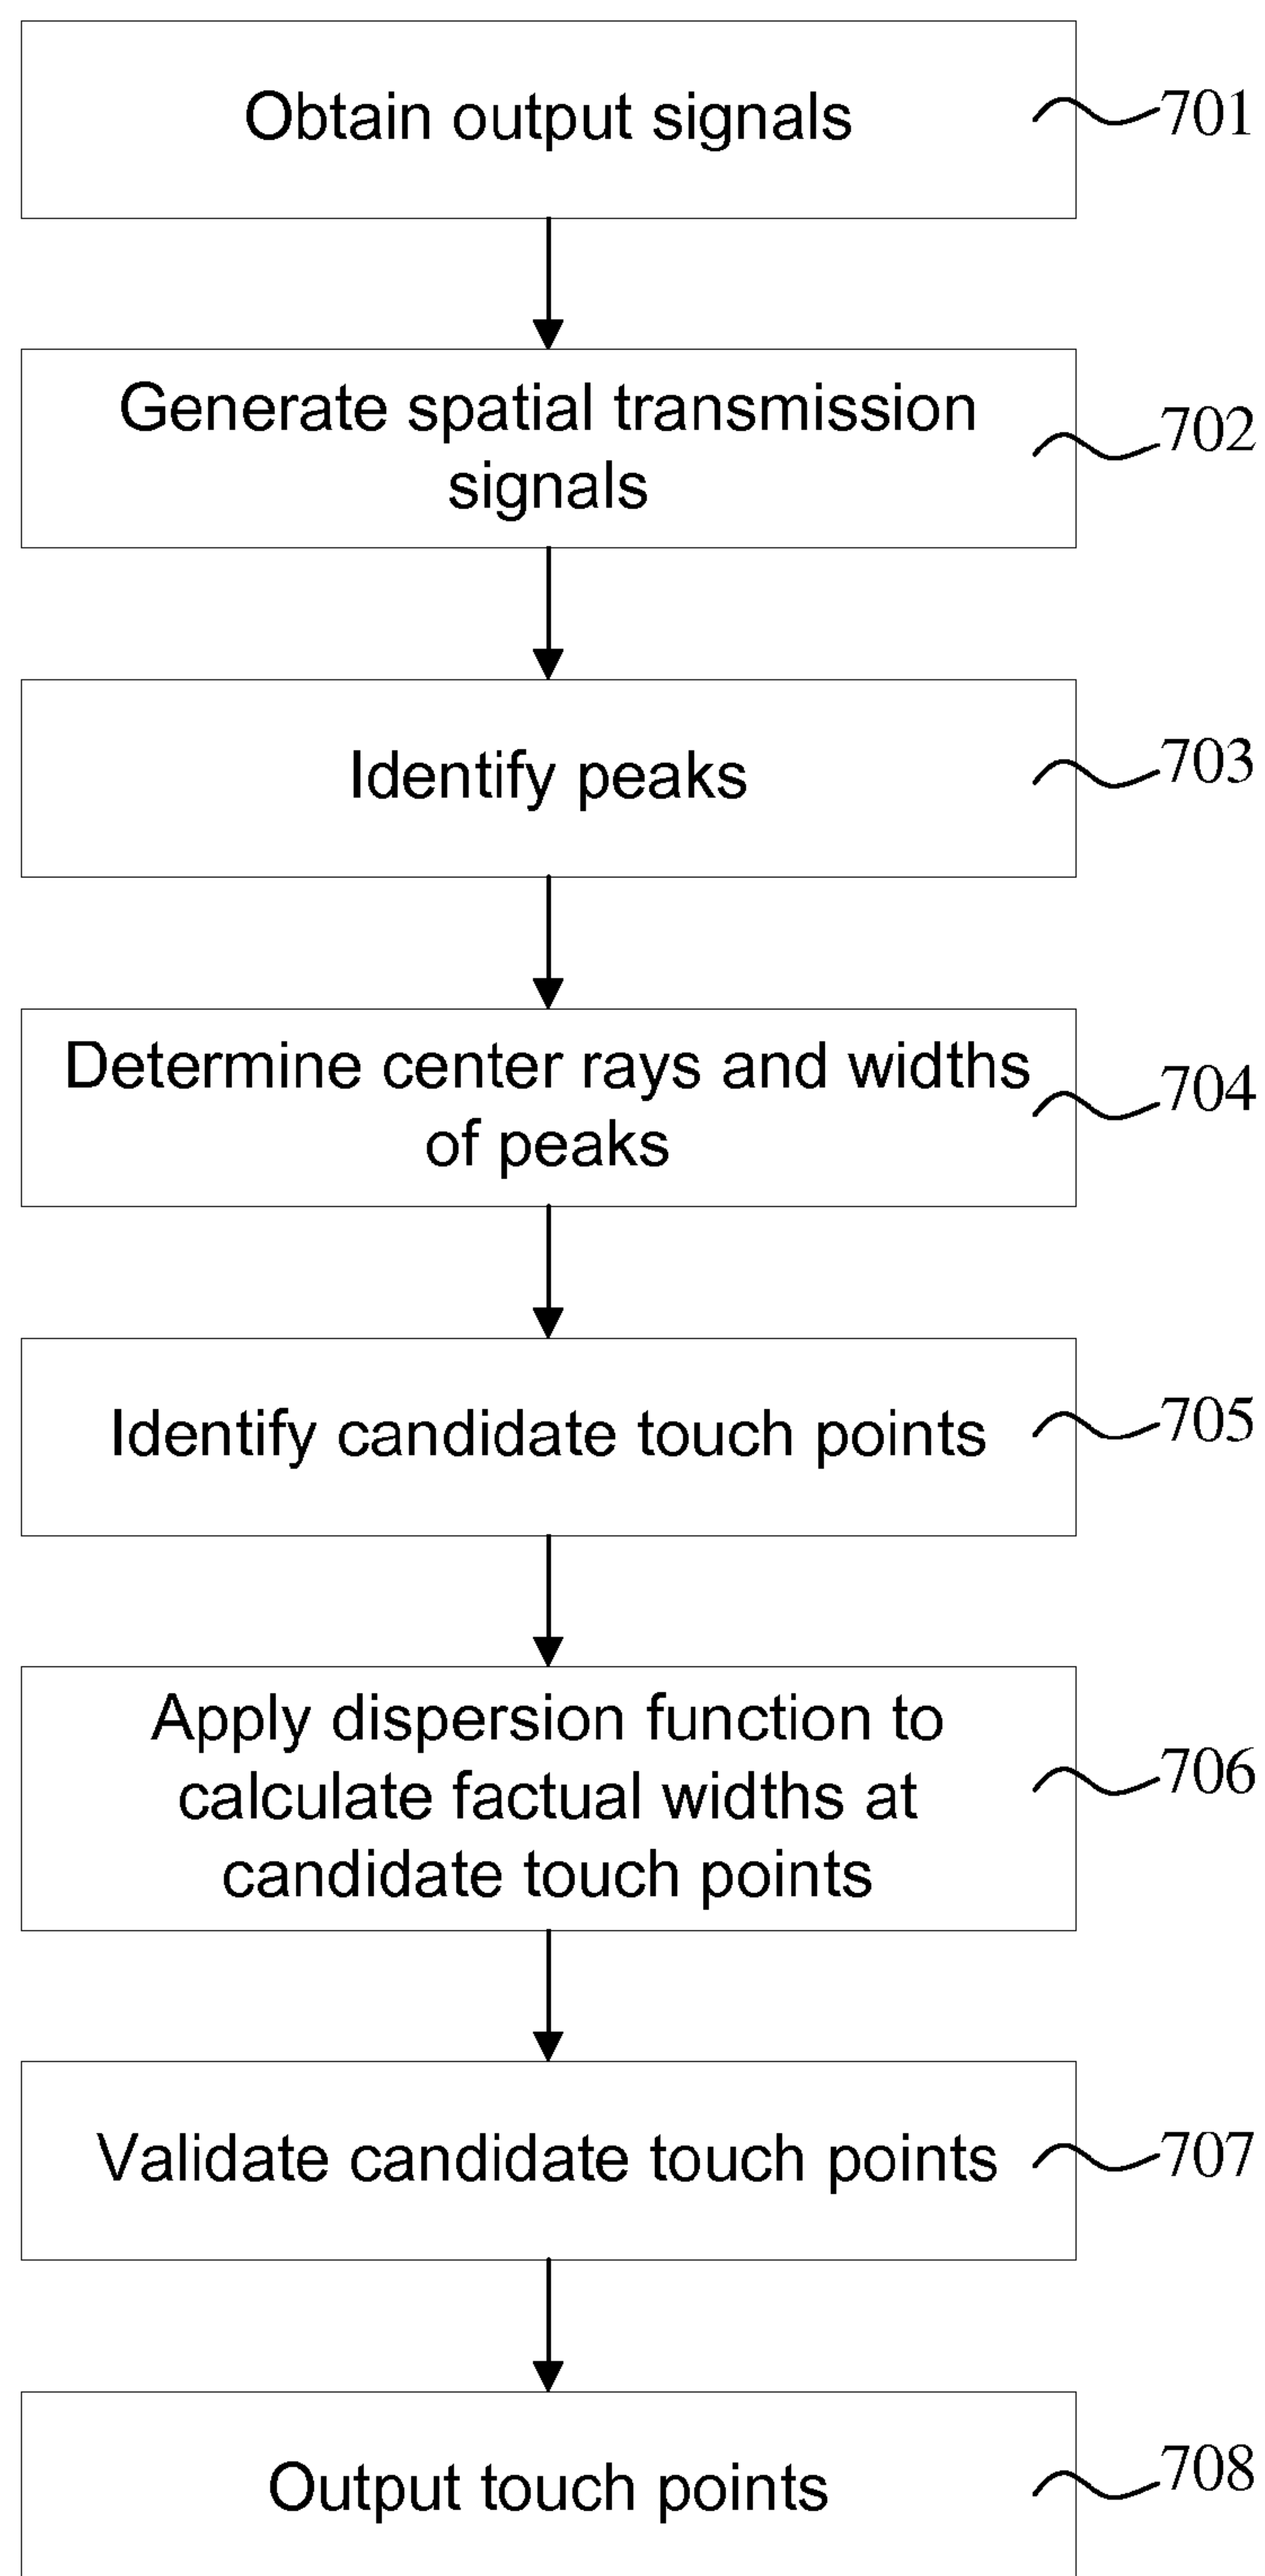 Obtain output signals
701
Generate spatial transmission
signals
702
Identify peaks
703
Determine center rays and widths
of peaks
704
Identify candidate touch points
705
Apply dispersion function to
calculate factual widths at
candidate touch points
706
Validate candidate touch points
707
Output touch points
708